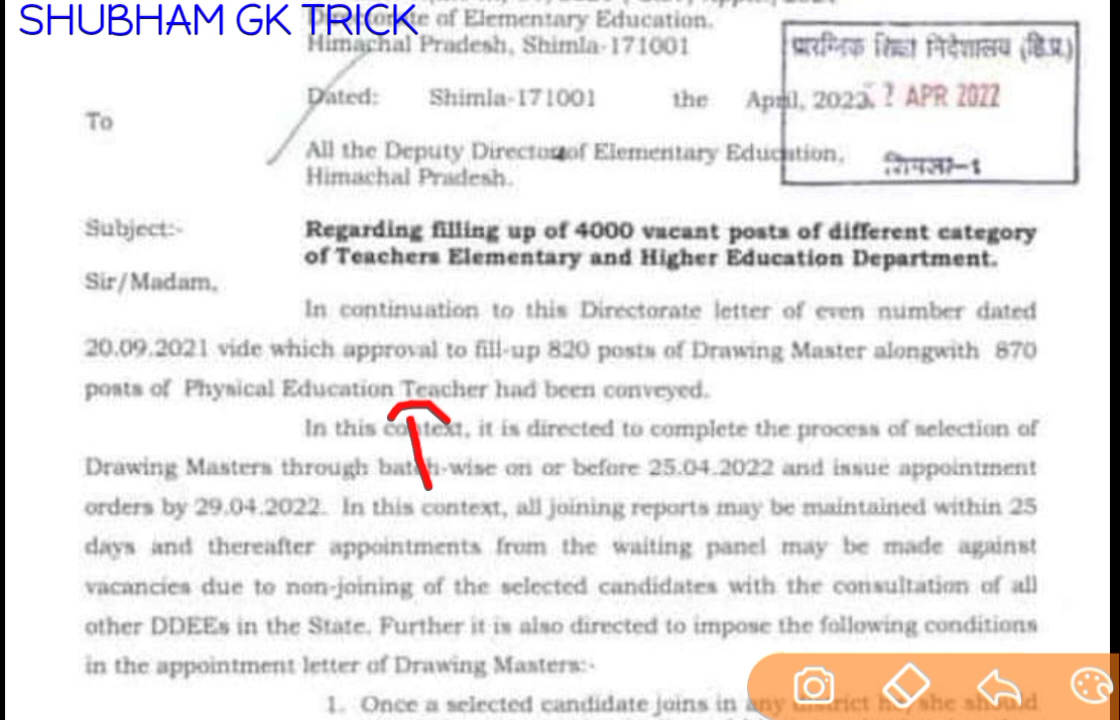 SHUBHAM GK TRICK
Directorate of Elementary Education.
Himachal Pradesh, Shimla-171001
प्रारम्भिक शिक्षा निदेशालय (हि.प्र.)
Dated: Shimla-171001 the April, 2022. 7 APR 2022
To
All the Deputy Director of Elementary Education,
Himachal Pradesh.
शिमला-1
Subject:- Regarding filling up of 4000 vacant posts of different category
of Teachers Elementary and Higher Education Department.
Sir/Madam,
In continuation to this Directorate letter of even number dated
20.09.2021 vide which approval to fill-up 820 posts of Drawing Master alongwith 870
posts of Physical Education Teacher had been conveyed.
In this context, it is directed to complete the process of selection of
Drawing Masters through batch-wise on or before 25.04.2022 and issue appointment
orders by 29.04.2022. In this context, all joining reports may be maintained within 25
days and thereafter appointments from the waiting panel may be made against
vacancies due to non-joining of the selected candidates with the consultation of all
other DDEEs in the State. Further it is also directed to impose the following conditions
in the appointment letter of Drawing Masters:-
1. Once a selected candidate joins in any district he/she should